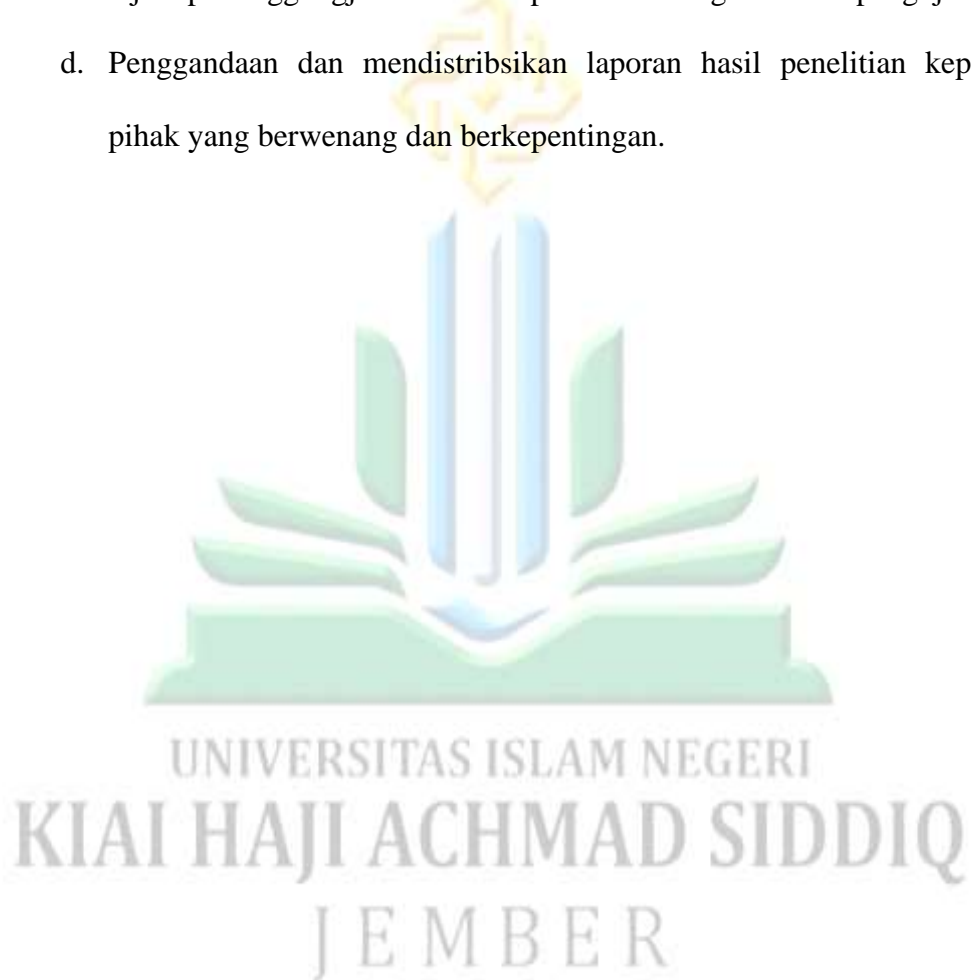 d. Penggandaan dan mendistribsikan laporan hasil penelitian kep
pihak yang berwenang dan berkepentingan.
UNIVERSITAS ISLAM NEGERI
KIAI HAJI ACHMAD SIDDIQ
JEMBER